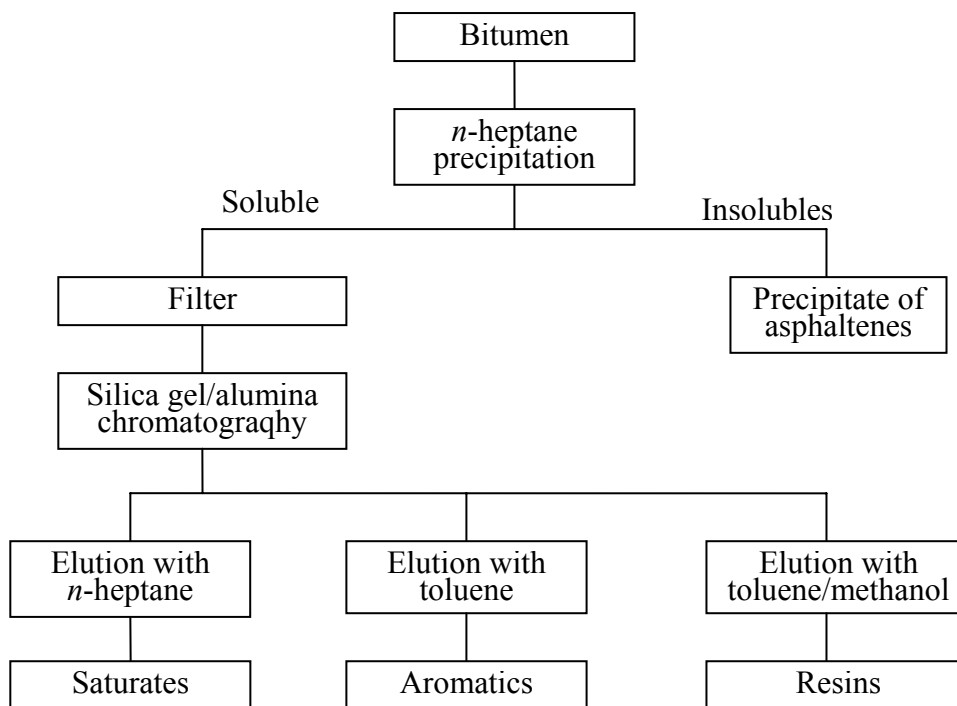 Bitumen
n-heptane
precipitation
Soluble
Insolubles
Filter
Precipitate of
asphaltenes
Silica gel/alumina
chromatograqhy
Elution with
n-heptane
Elution with
toluene
Elution with
toluene/methanol
Saturates
Aromatics
Resins